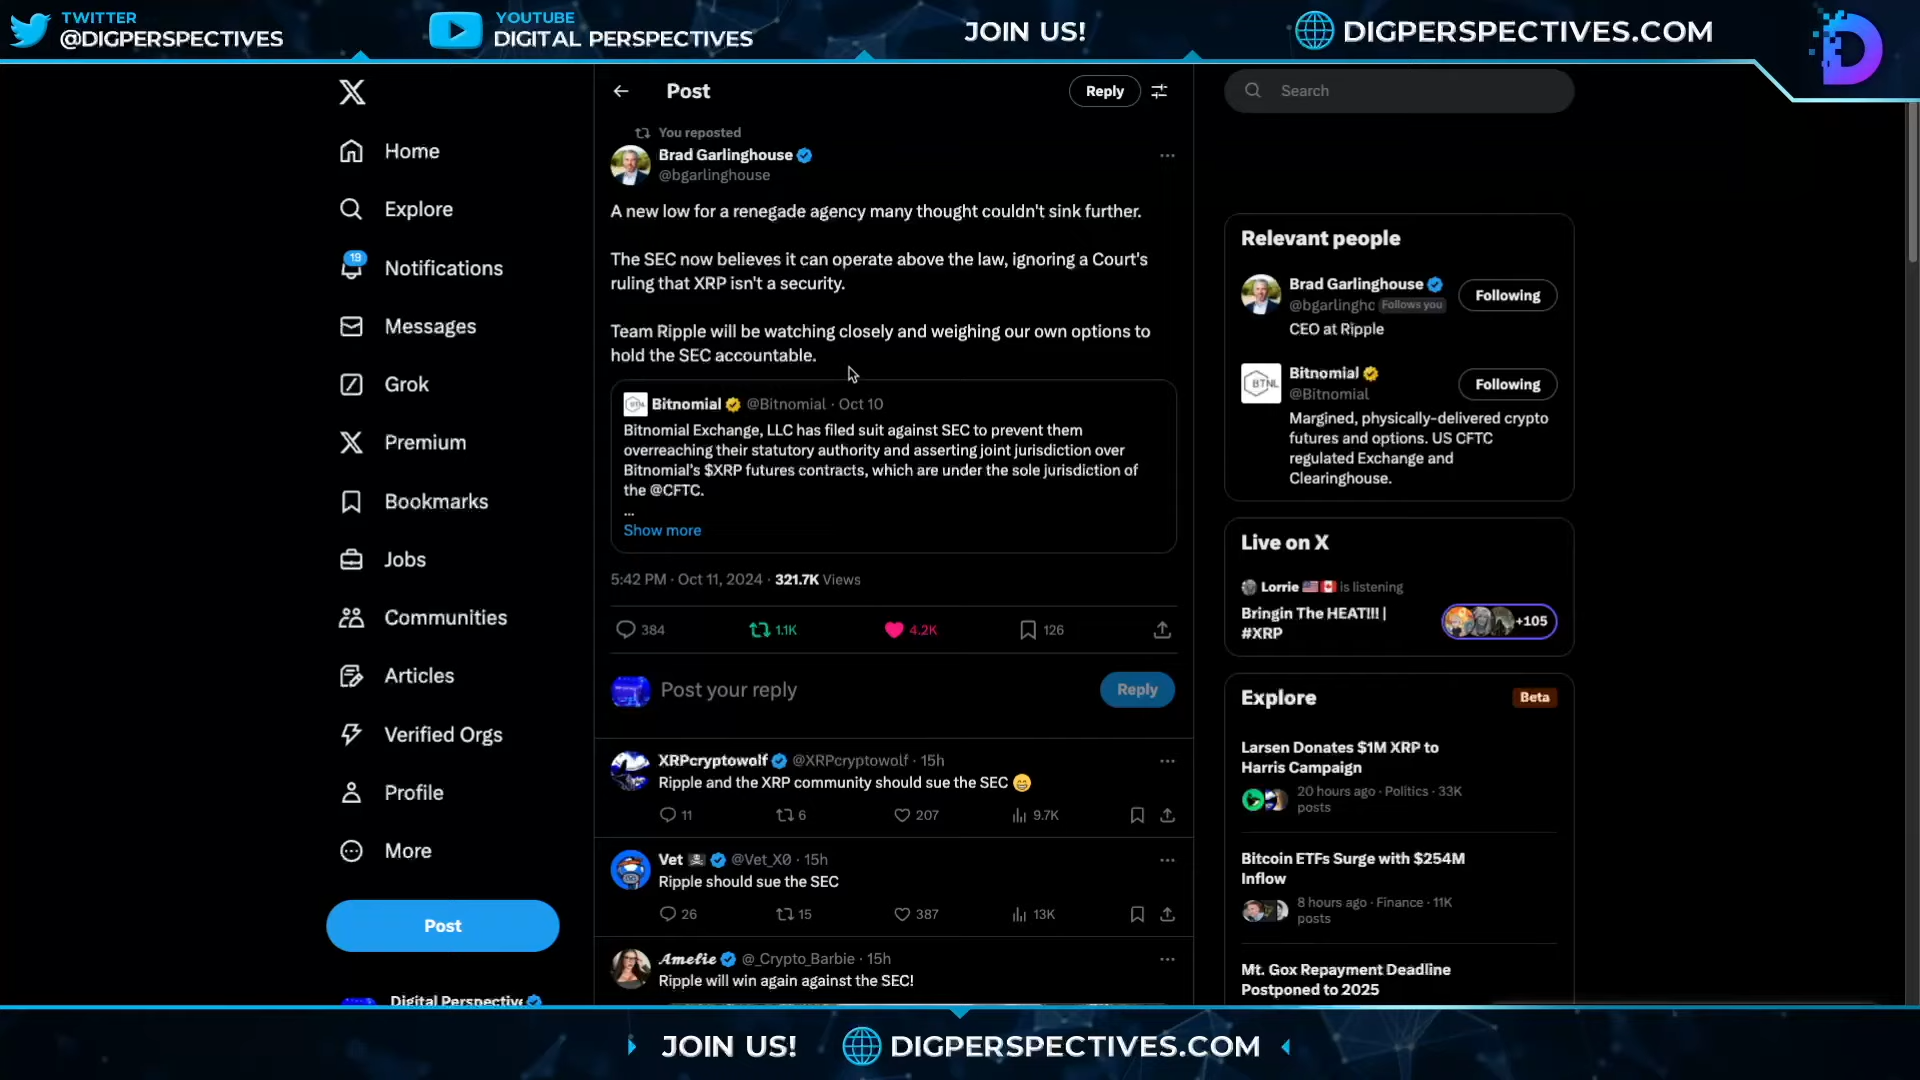 TWITTER
@DIGPERSPECTIVES
YOUTUBE
DIGITAL PERSPECTIVES
JOIN US!
DIGPERSPECTIVES.COM
Home
Explore
19
Notifications
Messages
Grok
Premium
Bookmarks
Jobs
Communities
Articles
Verified Orgs
Profile
More
Post
Digital Perspective
Post
Reply
You reposted
Brad Garlinghouse
@bgarlinghouse
A new low for a renegade agency many thought couldn't sink further.
The SEC now believes it can operate above the law, ignoring a Court's
ruling that XRP isn't a security.
Team Ripple will be watching closely and weighing our own options to
hold the SEC accountable.
BTNL Bitnomial @Bitnomial · Oct 10
Bitnomial Exchange, LLC has filed suit against SEC to prevent them
overreaching their statutory authority and asserting joint jurisdiction over
Bitnomial's $XRP futures contracts, which are under the sole jurisdiction of
the @CFTC.
...
Show more
5:42 PM · Oct 11, 2024 · 321.7K Views
384 1.1K 4.2K 126
Post your reply
Reply
XRPcryptowolf @XRPcryptowolf · 15h
Ripple and the XRP community should sue the SEC 😁
11 6 207 9.7K
Vet ☠ @Vet_X0 · 15h
Ripple should sue the SEC
26 15 387 13K
𝓐𝓶𝓮𝓵𝓲𝓮 @_Crypto_Barbie · 15h
Ripple will win again against the SEC!
Search
Relevant people
Brad Garlinghouse
@bgarlinghc Follows you
Following
CEO at Ripple
BTNL
Bitnomial
@Bitnomial
Following
Margined, physically-delivered crypto
futures and options. US CFTC
regulated Exchange and
Clearinghouse.
Live on X
Lorrie 🇺🇸🇨🇦 is listening
Bringin The HEAT!!! |
#XRP
+105
Explore
Beta
Larsen Donates $1M XRP to
Harris Campaign
20 hours ago · Politics · 33K
posts
Bitcoin ETFs Surge with $254M
Inflow
8 hours ago · Finance · 11K
posts
Mt. Gox Repayment Deadline
Postponed to 2025
JOIN US!
DIGPERSPECTIVES.COM